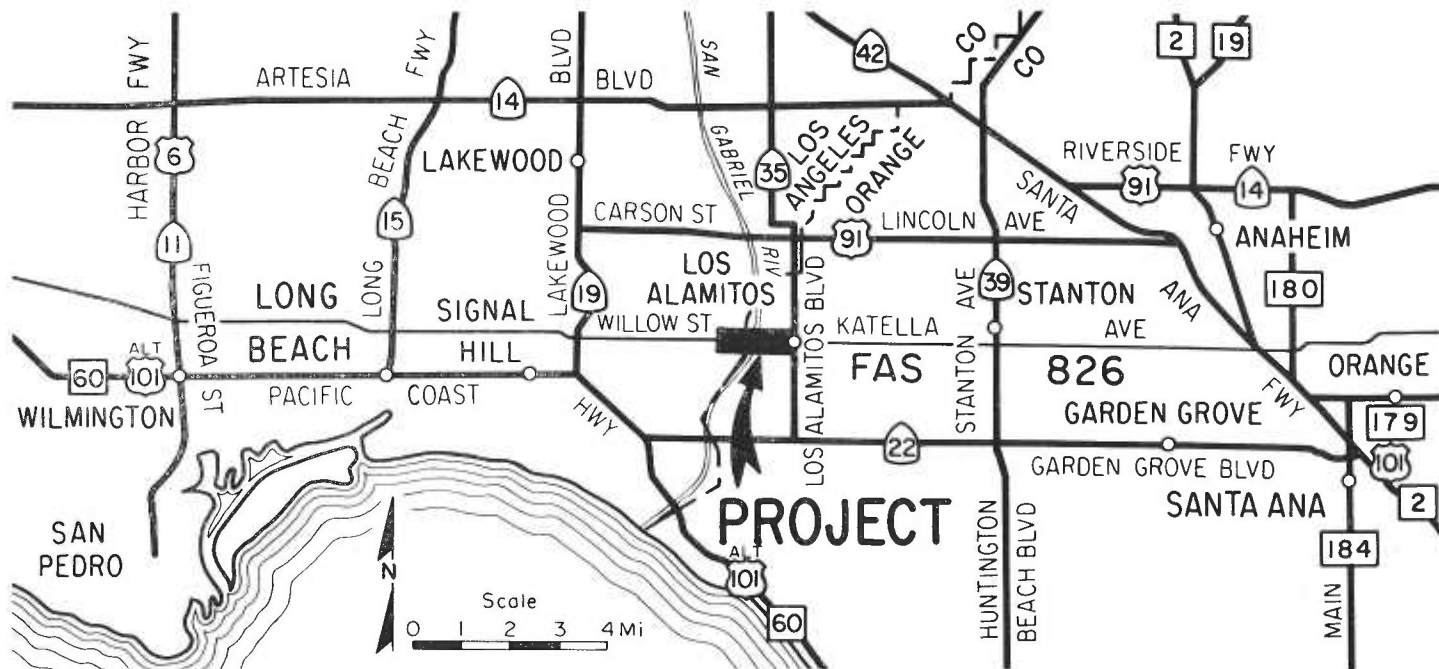 HARBOR FWY
6
11
FIGUEROA ST
ARTESIA
BLVD
14
LONG BEACH FWY
15
LAKEWOOD BLVD
LAKEWOOD
19
SAN GABRIEL RIV
CARSON ST
35
LOS ANGELES
ORANGE
42
CO
CO
2
19
RIVERSIDE
FWY
91
14
SANTA ANA FWY
LINCOLN AVE
91
ANAHEIM
180
LOS
ALAMITOS
LOS ALAMITOS BLVD
39
STANTON AVE
STANTON
LONG
BEACH
SIGNAL
HILL
WILLOW ST
KATELLA
AVE
FAS
826
60
ALT
101
WILMINGTON
PACIFIC
COAST
HWY
ORANGE
179
GARDEN GROVE
22
GARDEN GROVE BLVD
101
2
SANTA ANA
184
MAIN
PROJECT
SAN
PEDRO
N
Scale
0 1 2 3 4 Mi
ALT
101
60
HUNTINGTON
BEACH BLVD